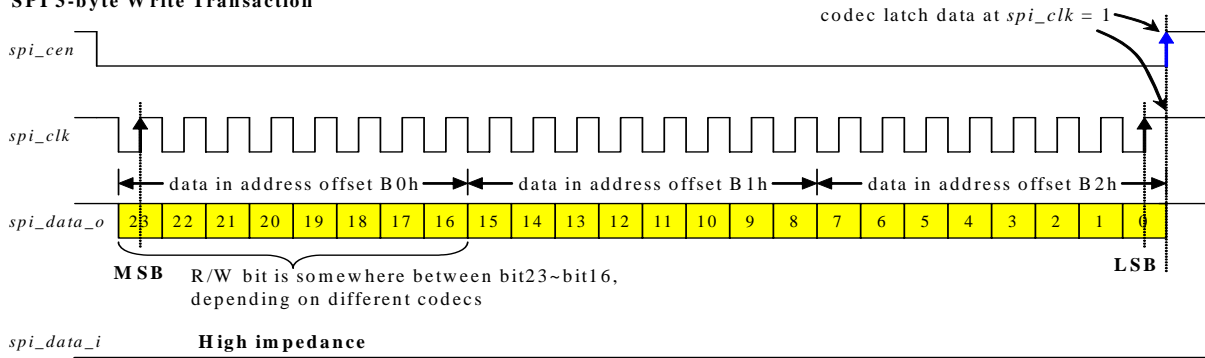 SPI 3-byte Write Transaction
codec latch data at spi_clk = 1
spi_cen
spi_clk
data in address offset B0h data in address offset B1h data in address offset B2h
spi_data_o 23 22 21 20 19 18 17 16 15 14 13 12 11 10 9 8 7 6 5 4 3 2 1 0
MSB R/W bit is somewhere between bit23~bit16, LSB
depending on different codecs
spi_data_i High impedance